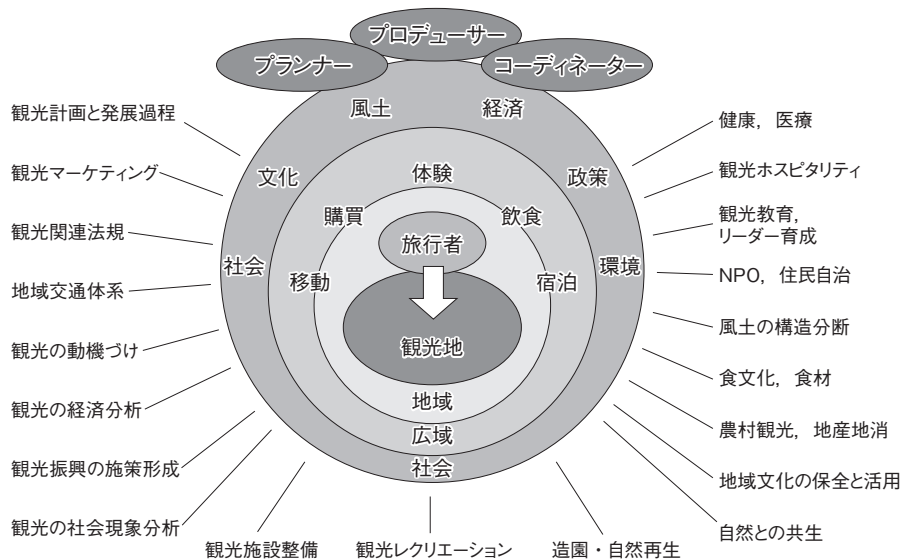 プロデューサー
プランナー
コーディネーター
風土
経済
文化
体験
政策
購買
飲食
旅行者
社会
移動
宿泊
環境
観光地
地域
広域
社会
観光計画と発展過程
観光マーケティング
観光関連法規
地域交通体系
観光の動機づけ
観光の経済分析
観光振興の施策形成
観光の社会現象分析
観光施設整備
観光レクリエーション
造園・自然再生
健康，医療
観光ホスピタリティ
観光教育，
リーダー育成
NPO，住民自治
風土の構造分断
食文化，食材
農村観光，地産地消
地域文化の保全と活用
自然との共生